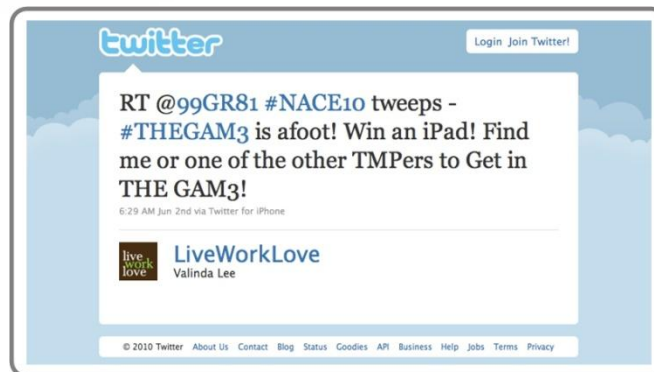 twitter
Login Join Twitter!
RT @99GR81 #NACE10 tweeps -
#THEGAM3 is afoot! Win an iPad! Find
me or one of the other TMPers to Get in
THE GAM3!
6:29 AM Jun 2nd via Twitter for iPhone
live
work
love
LiveWorkLove
Valinda Lee
© 2010 Twitter About Us Contact Blog Status Goodies API Business Help Jobs Terms Privacy